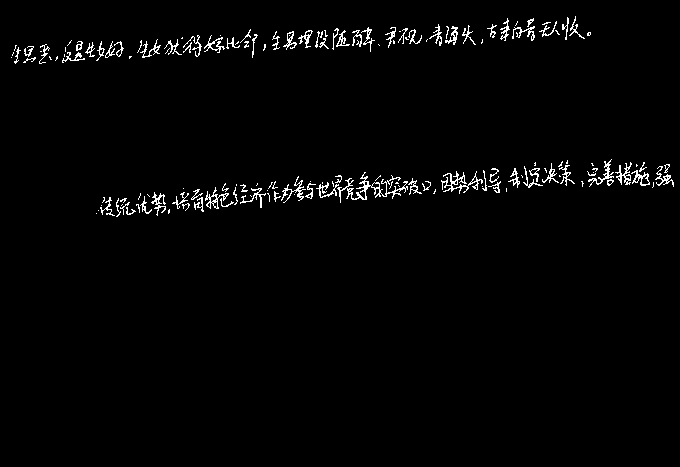 生男恶,反是生女好,生女犹得嫁比邻,生男埋没随百草、君不见,青海头,古来白骨无人收。
传统优势,培育特色经济作为参与世界竞争的突破口,因势利导,制定决策,完善措施,强